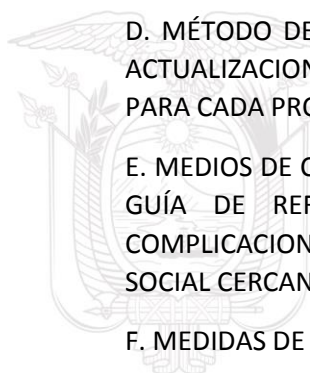 D. MÉTODO DE
ACTUALIZACION
PARA CADA PRO
E. MEDIOS DE C
GUÍA DE REF
COMPLICACION
SOCIAL CERCAN
F. MEDIDAS DE